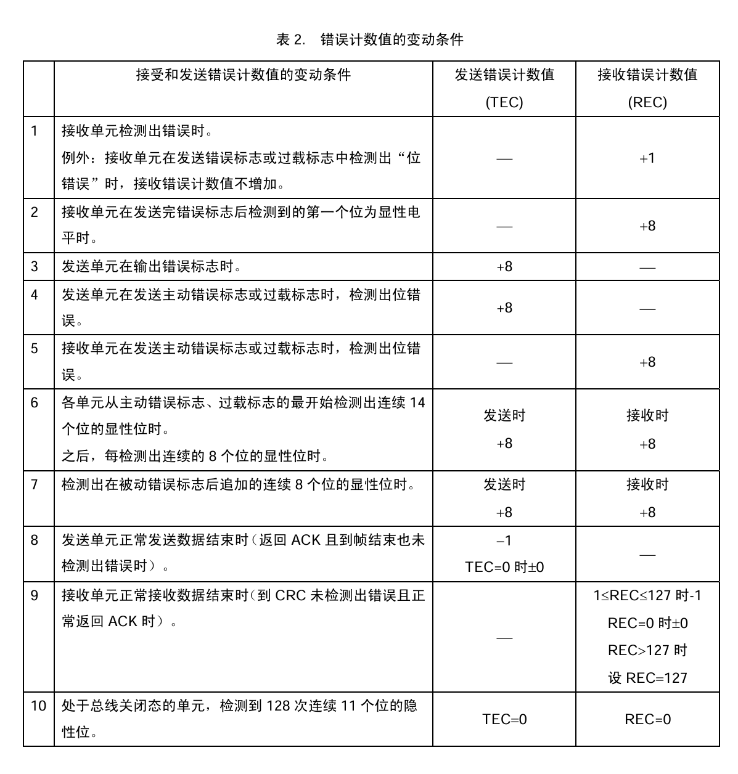 表 2. 错误计数值的变动条件
接受和发送错误计数值的变动条件
发送错误计数值
(TEC)
接收错误计数值
(REC)
1
接收单元检测出错误时。
例外：接收单元在发送错误标志或过载标志中检测出“位
错误”时，接收错误计数值不增加。
—
+1
2
接收单元在发送完错误标志后检测到的第一个位为显性电
平时。
—
+8
3
发送单元在输出错误标志时。
+8
—
4
发送单元在发送主动错误标志或过载标志时，检测出位错
误。
+8
—
5
接收单元在发送主动错误标志或过载标志时，检测出位错
误。
—
+8
6
各单元从主动错误标志、过载标志的最开始检测出连续 14
个位的显性位时。
之后，每检测出连续的 8 个位的显性位时。
发送时
+8
接收时
+8
7
检测出在被动错误标志后追加的连续 8 个位的显性位时。
发送时
+8
接收时
+8
8
发送单元正常发送数据结束时（返回 ACK 且到帧结束也未
检测出错误时）。
−1
TEC=0 时±0
—
9
接收单元正常接收数据结束时（到 CRC 未检测出错误且正
常返回 ACK 时）。
—
1≤REC≤127 时-1
REC=0 时±0
REC>127 时
设 REC=127
10
处于总线关闭态的单元，检测到 128 次连续 11 个位的隐
性位。
TEC=0
REC=0